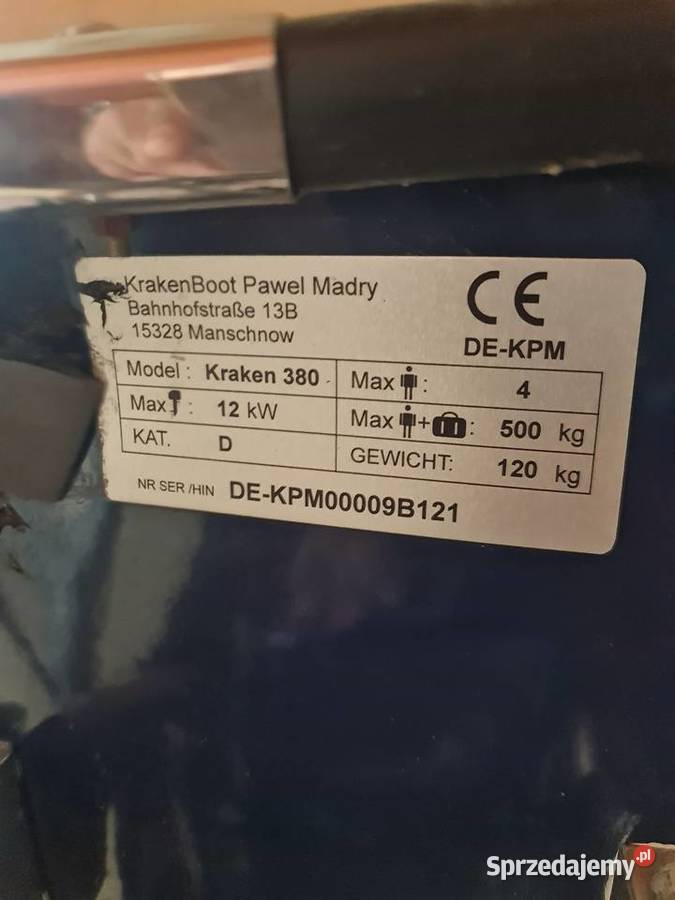 KrakenBoot Pawel Madry
Bahnhofstraße 13B
15328 Manschnow
CE
DE-KPM
Model : Kraken 380
Max : 4
Max : 12 kW
Max + : 500 kg
KAT. D
GEWICHT: 120 kg
NR SER /HIN DE-KPM00009B121
Sprzedajemy.pl